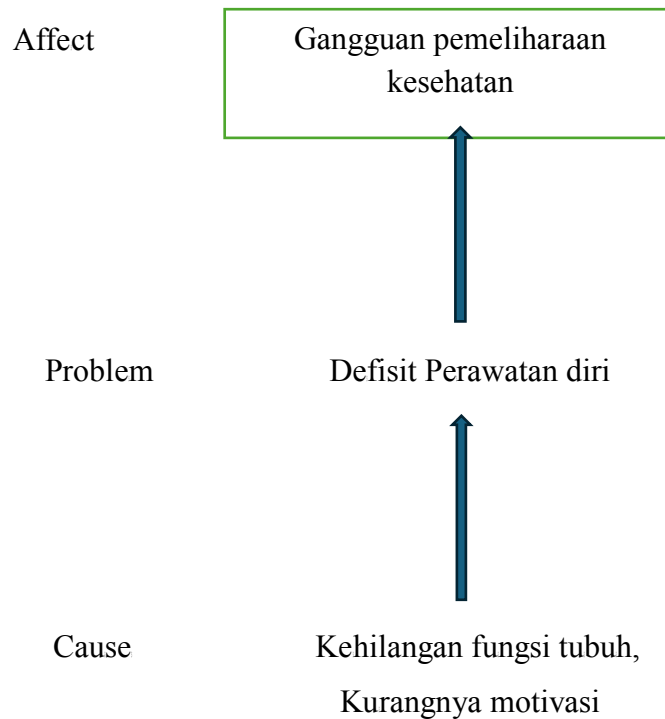 Affect Gangguan pemeliharaan
kesehatan
Problem Defisit Perawatan diri
Cause Kehilangan fungsi tubuh,
Kurangnya motivasi